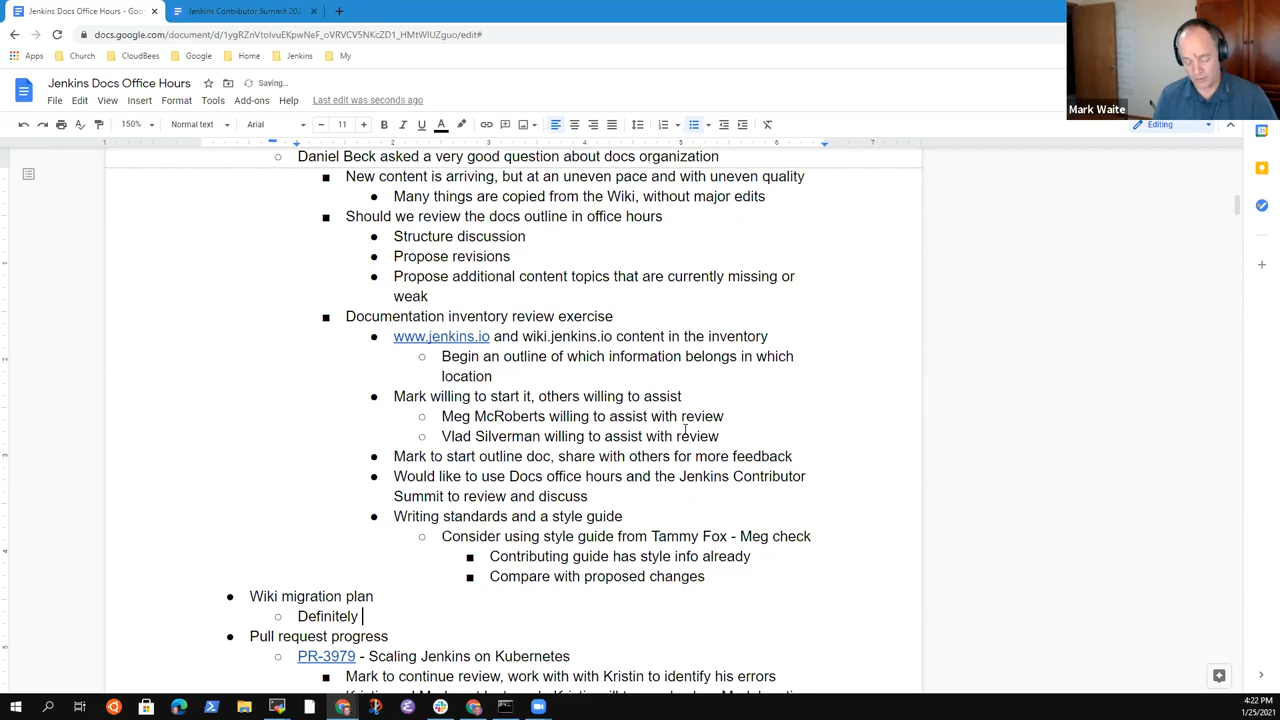 Jenkins Docs Office Hours - Goo
Jenkins Contributor Summit 202
docs.google.com/document/d/1ygRZnVtoIvuEKpwNeF_oVRVCV5NKcZD1_HMtWIUZguo/edit#
Apps
Church
CloudBees
Google
Home
Jenkins
My
Jenkins Docs Office Hours
Saving...
File Edit View Insert Format Tools Add-ons Help Last edit was seconds ago
150% Normal text Arial 11 B I U A
Editing
Mark Waite
1 1 2 3 4 5 6 7
Daniel Beck asked a very good question about docs organization
New content is arriving, but at an uneven pace and with uneven quality
Many things are copied from the Wiki, without major edits
Should we review the docs outline in office hours
Structure discussion
Propose revisions
Propose additional content topics that are currently missing or
weak
Documentation inventory review exercise
www.jenkins.io and wiki.jenkins.io content in the inventory
Begin an outline of which information belongs in which
location
Mark willing to start it, others willing to assist
Meg McRoberts willing to assist with review
Vlad Silverman willing to assist with review
Mark to start outline doc, share with others for more feedback
Would like to use Docs office hours and the Jenkins Contributor
Summit to review and discuss
Writing standards and a style guide
Consider using style guide from Tammy Fox - Meg check
Contributing guide has style info already
Compare with proposed changes
Wiki migration plan
Definitely
Pull request progress
PR-3979 - Scaling Jenkins on Kubernetes
Mark to continue review, work with with Kristin to identify his errors
4:22 PM
1/25/2021